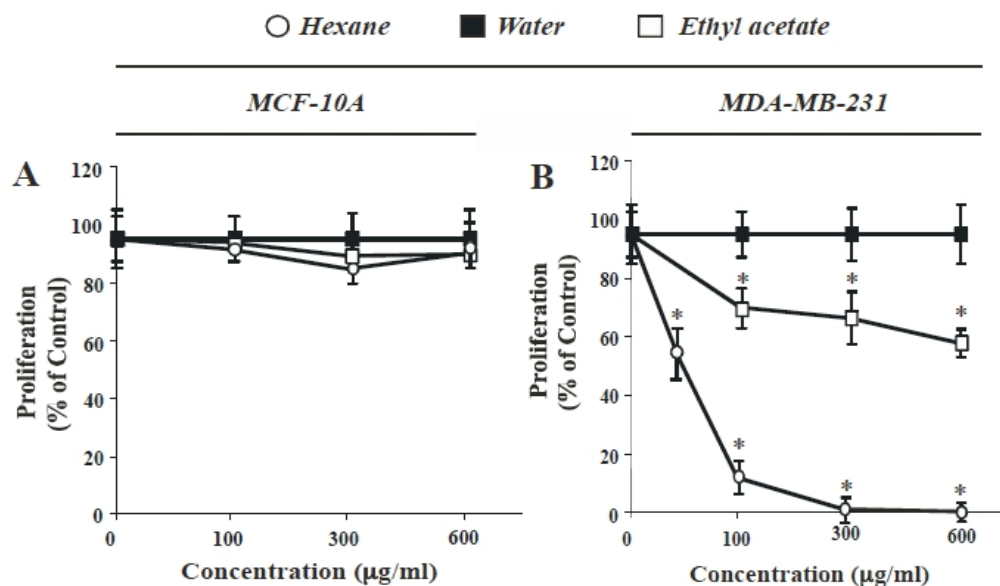 Hexane Water Ethyl acetate
MCF-10A MDA-MB-231
A
120
100
80
60
40
20
0
Proliferation
(% of Control)
0 100 300 600
Concentration (µg/ml)
B
120
100
80
60
40
20
0
Proliferation
(% of Control)
* * *
*
* * *
0 100 300 600
Concentration (µg/ml)